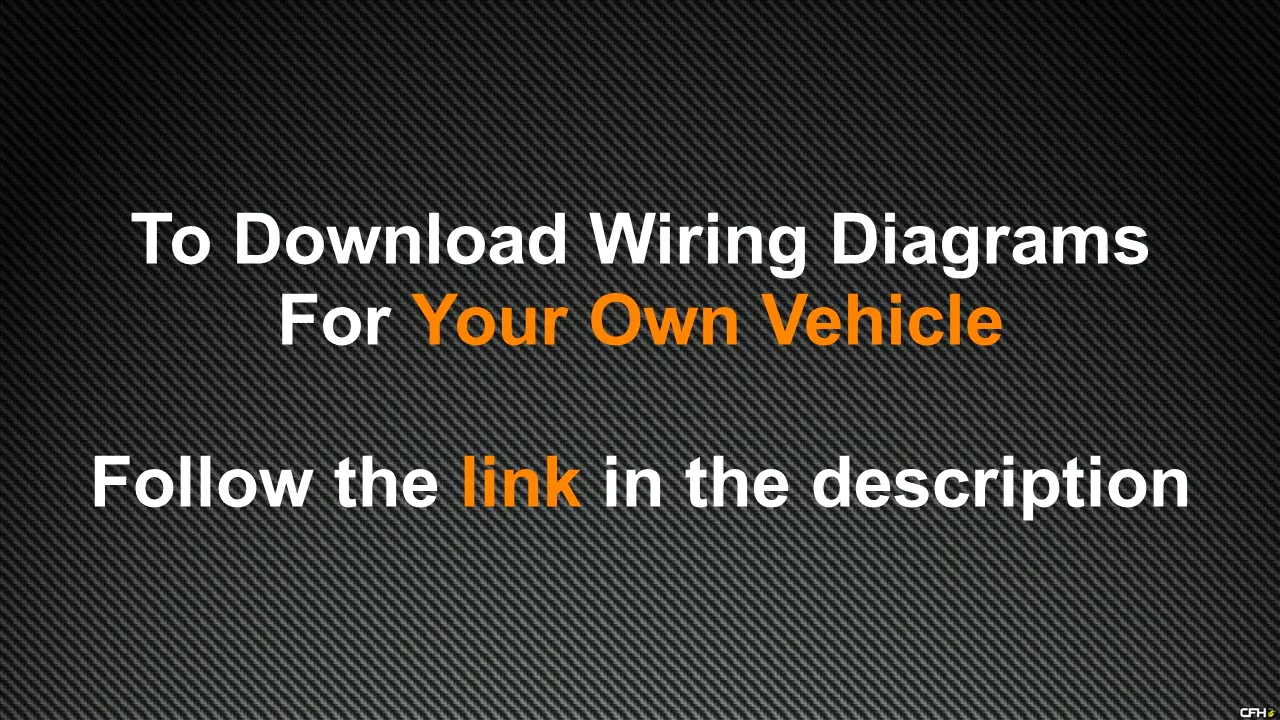 To Download Wiring Diagrams
For Your Own Vehicle
Follow the link in the description
CFH